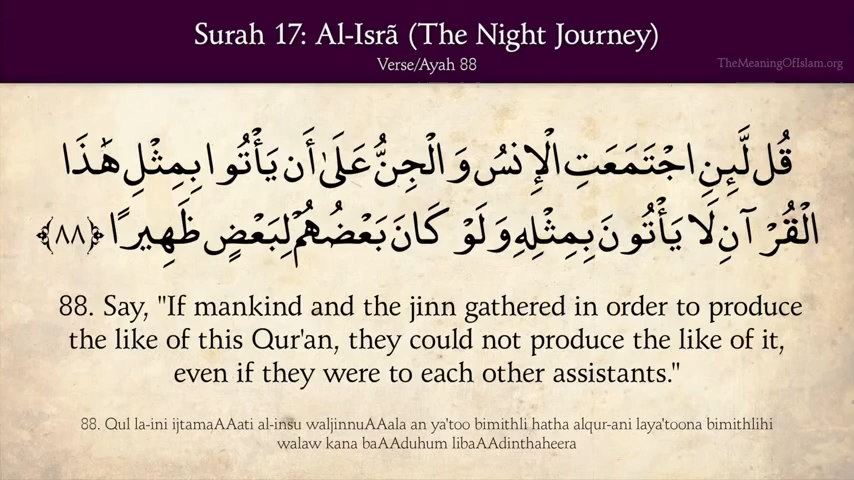 Surah 17: Al-Isrã (The Night Journey)
Verse/Ayah 88
TheMeaningOfIslam.org
قُل لَّئِنِ اجْتَمَعَتِ الْإِنسُ وَالْجِنُّ عَلَىٰ أَن يَأْتُوا بِمِثْلِ هَٰذَا
الْقُرْآنِ لَا يَأْتُونَ بِمِثْلِهِ وَلَوْ كَانَ بَعْضُهُمْ لِبَعْضٍ ظَهِيرًا ﴿٨٨﴾
88. Say, "If mankind and the jinn gathered in order to produce
the like of this Qur'an, they could not produce the like of it,
even if they were to each other assistants."
88. Qul la-ini ijtamaAAati al-insu waljinnuAAala an ya'too bimithli hatha alqur-ani laya'toona bimithlihi
walaw kana baAAduhum libaAAdinthaheera